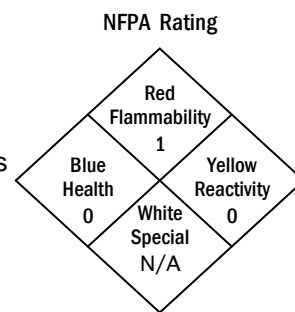 NFPA Rating
Red
Flammability
1
s
Blue
Health
0
Yellow
Reactivity
0
White
Special
N/A